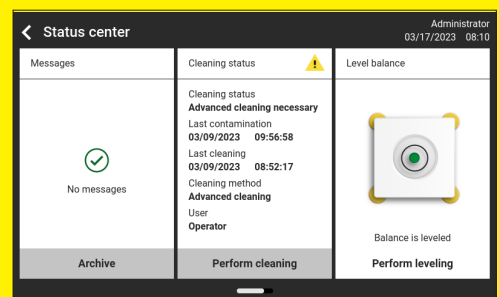 Status center
Administrator
03/17/2023 08:10
Messages
No messages
Archive
Cleaning status
Cleaning status
Advanced cleaning necessary
Last contamination
03/09/2023 09:56:58
Last cleaning
03/09/2023 08:52:17
Cleaning method
Advanced cleaning
User
Operator
Perform cleaning
Level balance
Balance is leveled
Perform leveling